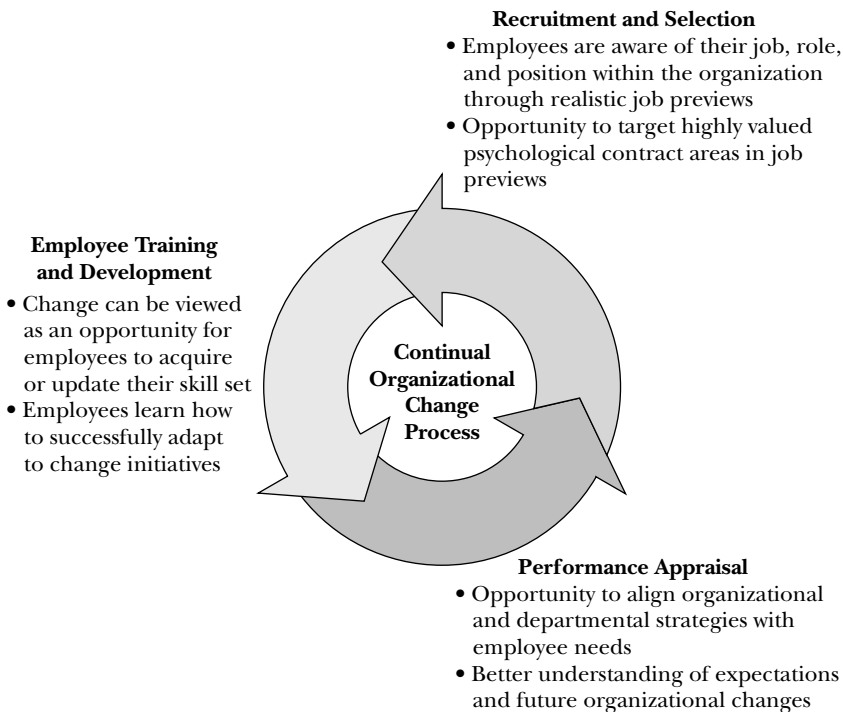 Recruitment and Selection
• Employees are aware of their job, role,
and position within the organization
through realistic job previews
• Opportunity to target highly valued
psychological contract areas in job
previews
Employee Training
and Development
• Change can be viewed
as an opportunity for
employees to acquire
or update their skill set
• Employees learn how
to successfully adapt
to change initiatives
Continual
Organizational
Change
Process
Performance Appraisal
• Opportunity to align organizational
and departmental strategies with
employee needs
• Better understanding of expectations
and future organizational changes